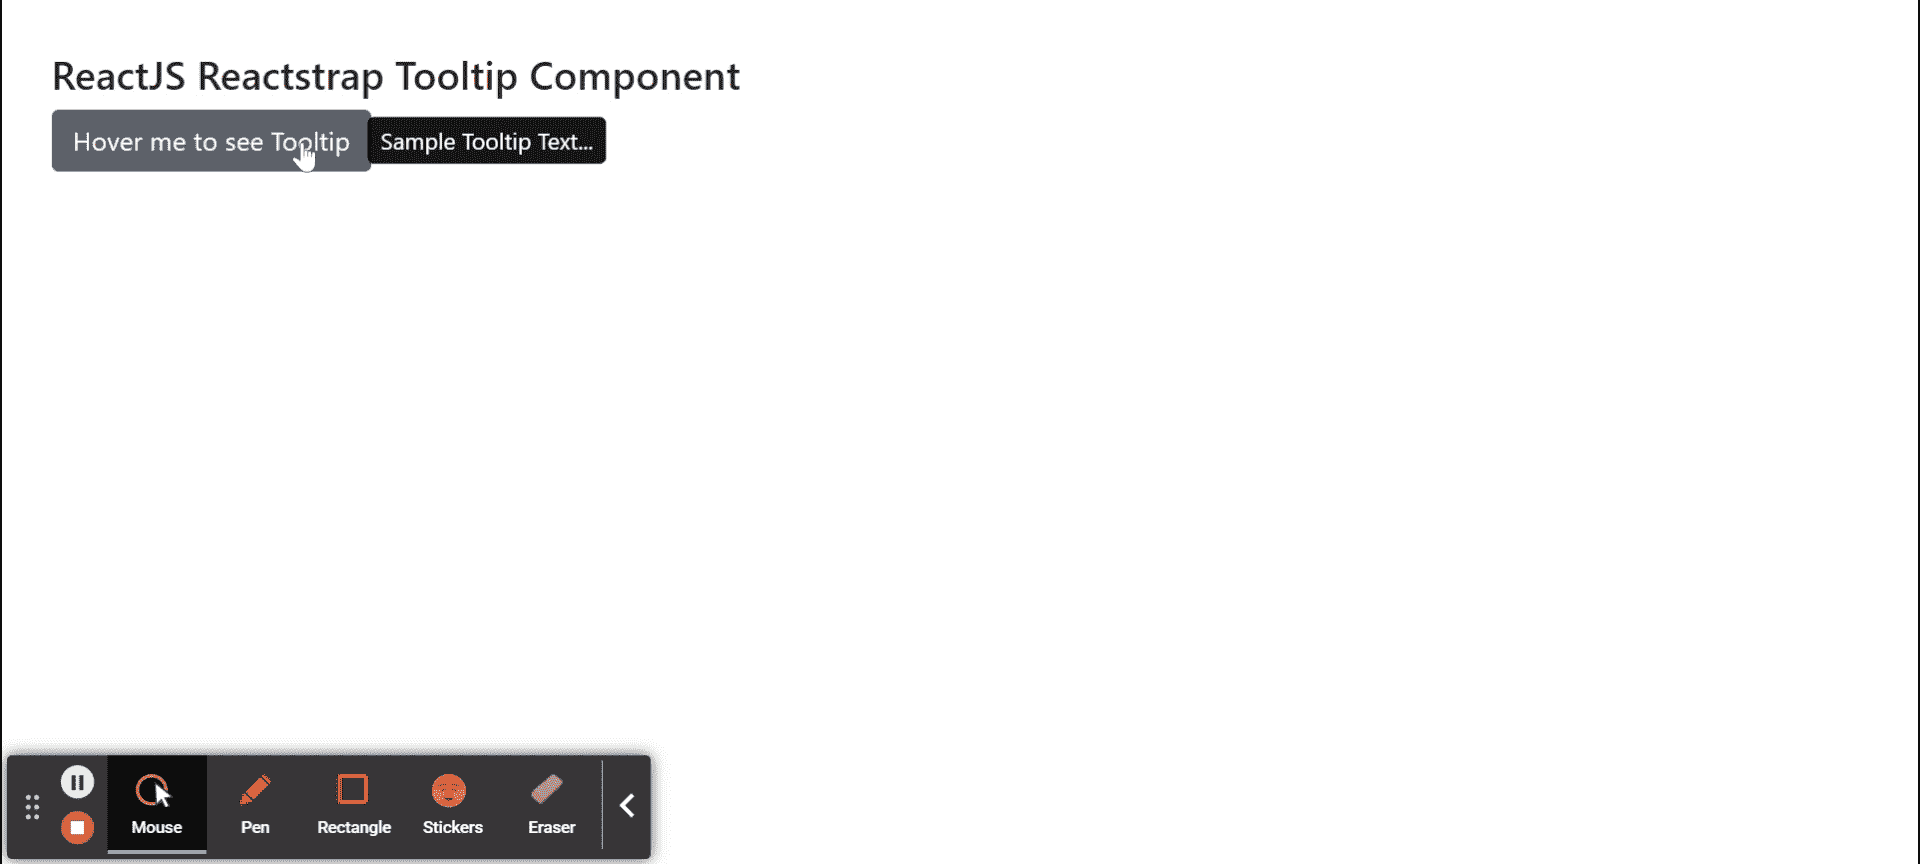 ReactJS Reactstrap Tooltip Component
Hover me to see Tooltip
Sample Tooltip Text...
Mouse
Pen
Rectangle
Stickers
Eraser